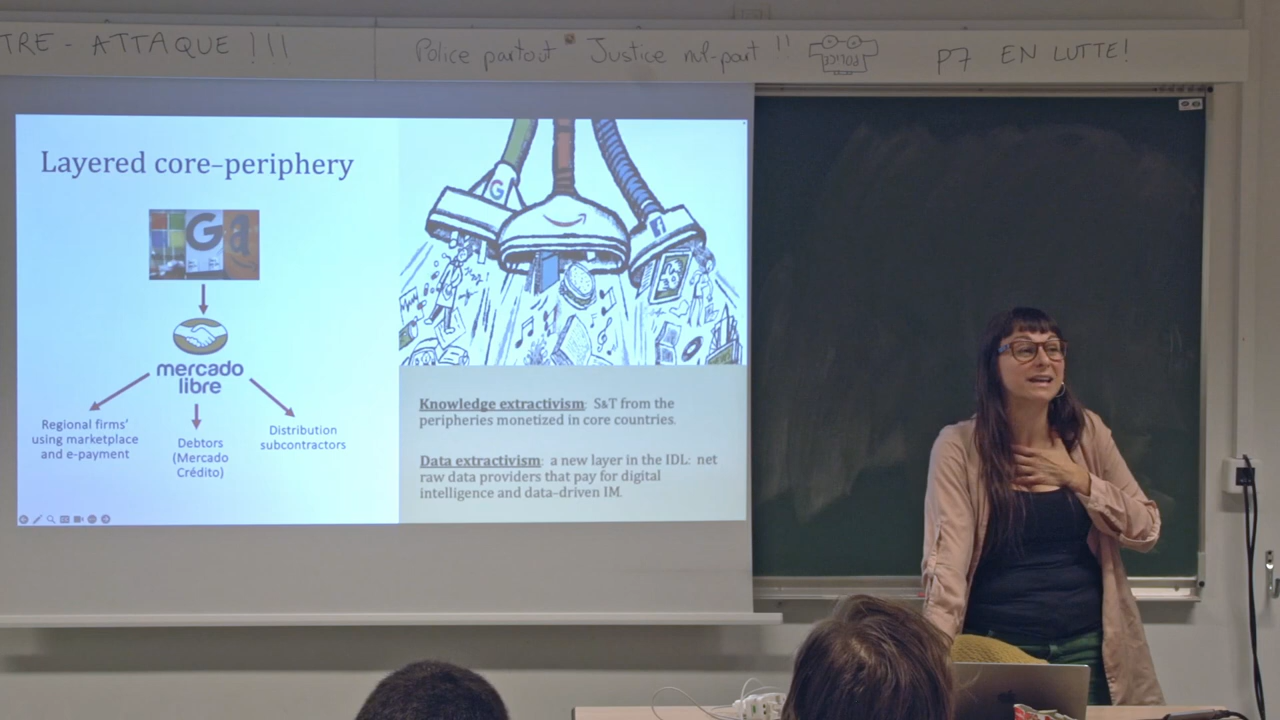 TRE - ATTAQUE !!!
Police partout Justice nul-part !!
POLICE
P7 EN LUTTE!
Layered core–periphery
G a
mercado
libre
Regional firms'
using marketplace
and e-payment
Debtors
(Mercado
Crédito)
Distribution
subcontractors
G
f
Knowledge extractivism: S&T from the
peripheries monetized in core countries.
Data extractivism: a new layer in the IDL: net
raw data providers that pay for digital
intelligence and data–driven IM.